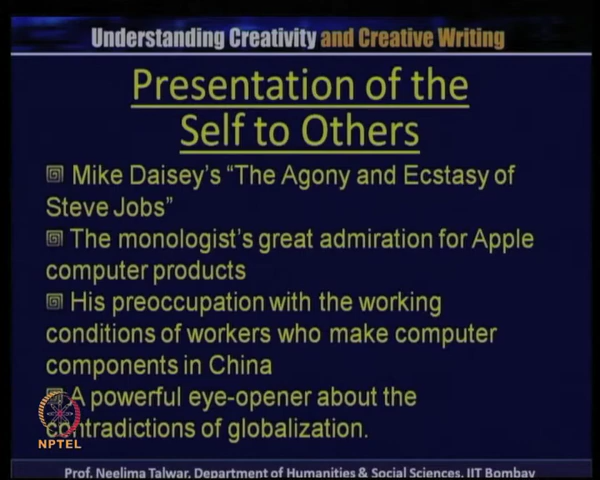 Understanding Creativity and Creative Writing
Presentation of the
Self to Others
Mike Daisey's "The Agony and Ecstasy of
Steve Jobs"
The monologist's great admiration for Apple
computer products
His preoccupation with the working
conditions of workers who make computer
components in China
A powerful eye-opener about the
contradictions of globalization.
NPTEL
Prof. Neelima Talwar, Department of Humanities & Social Sciences, IIT Bombay